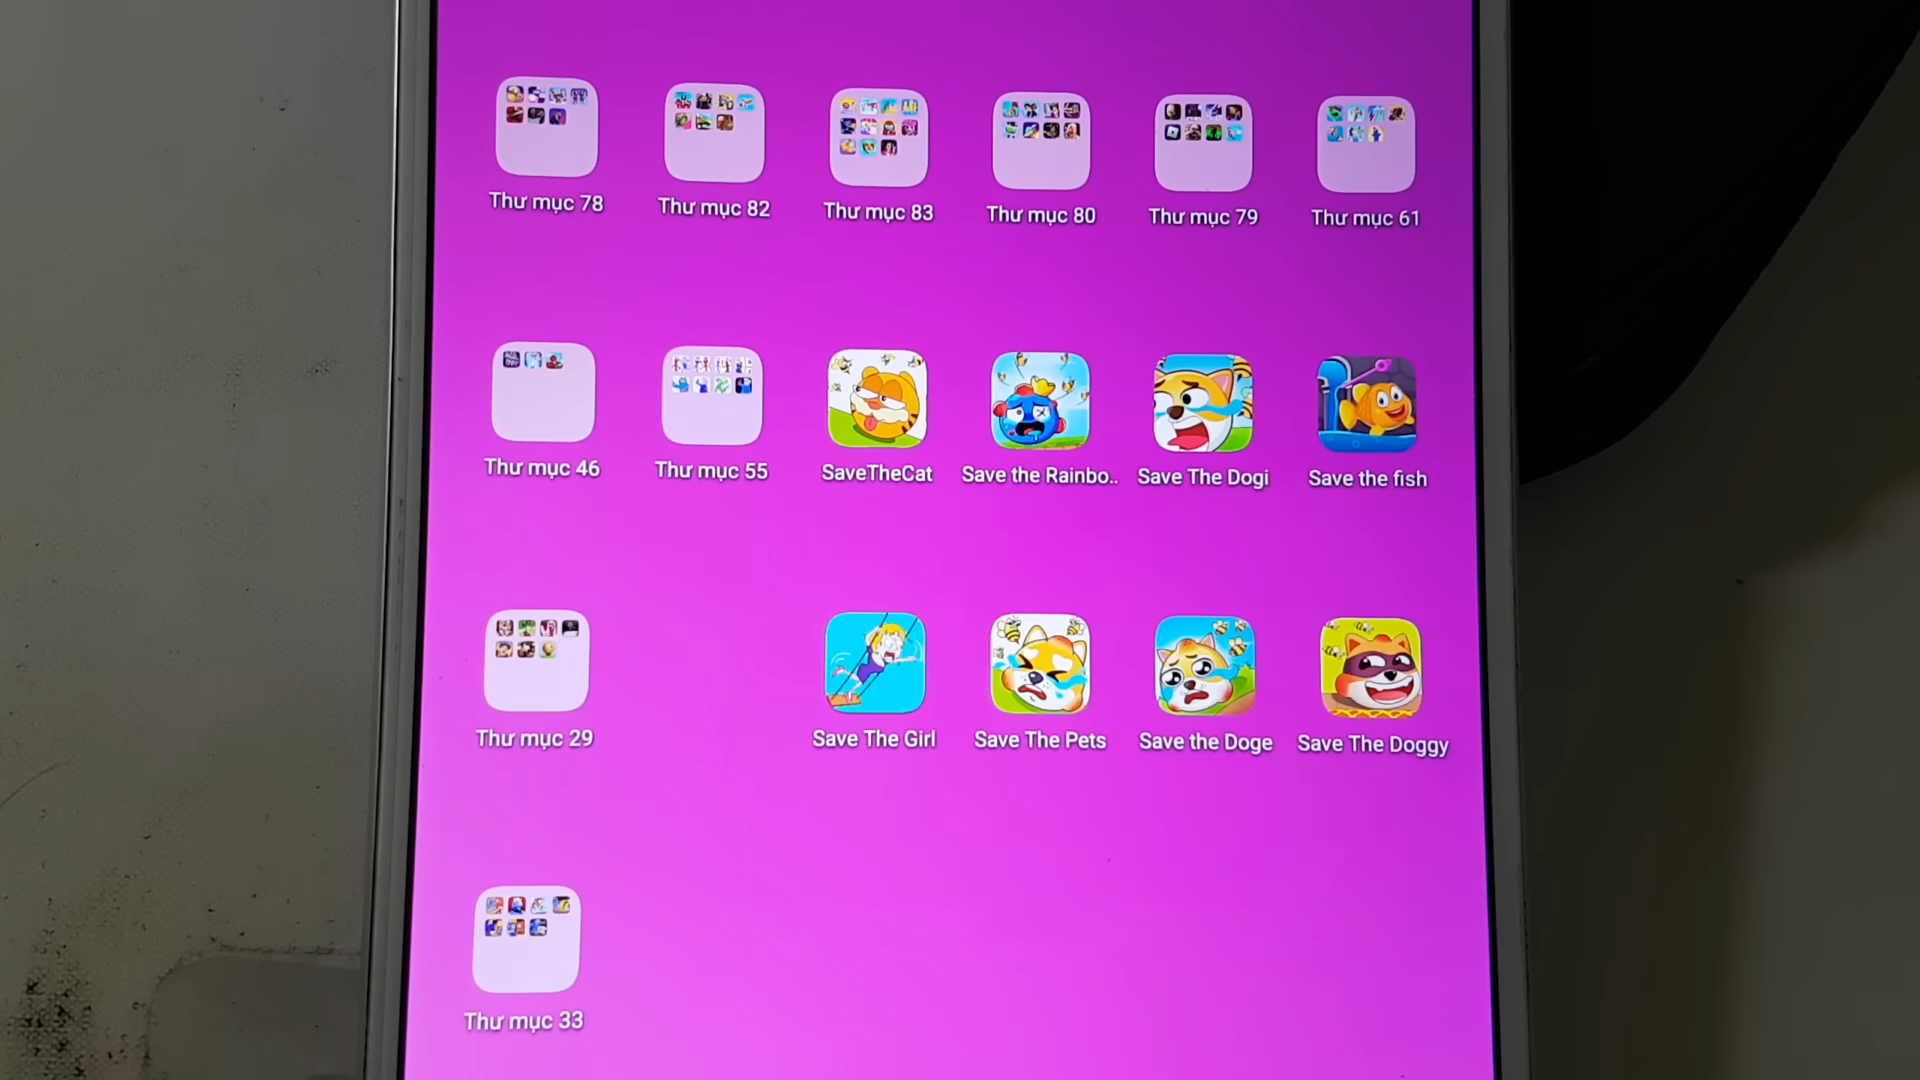 Thư mục 78
Thư mục 82
Thư mục 83
Thư mục 80
Thư mục 79
Thư mục 61
Thư mục 46
Thư mục 55
SaveTheCat
Save the Rainbo..
Save The Dogi
Save the fish
Thư mục 29
Save The Girl
Save The Pets
Save the Doge
Save The Doggy
Thư mục 33